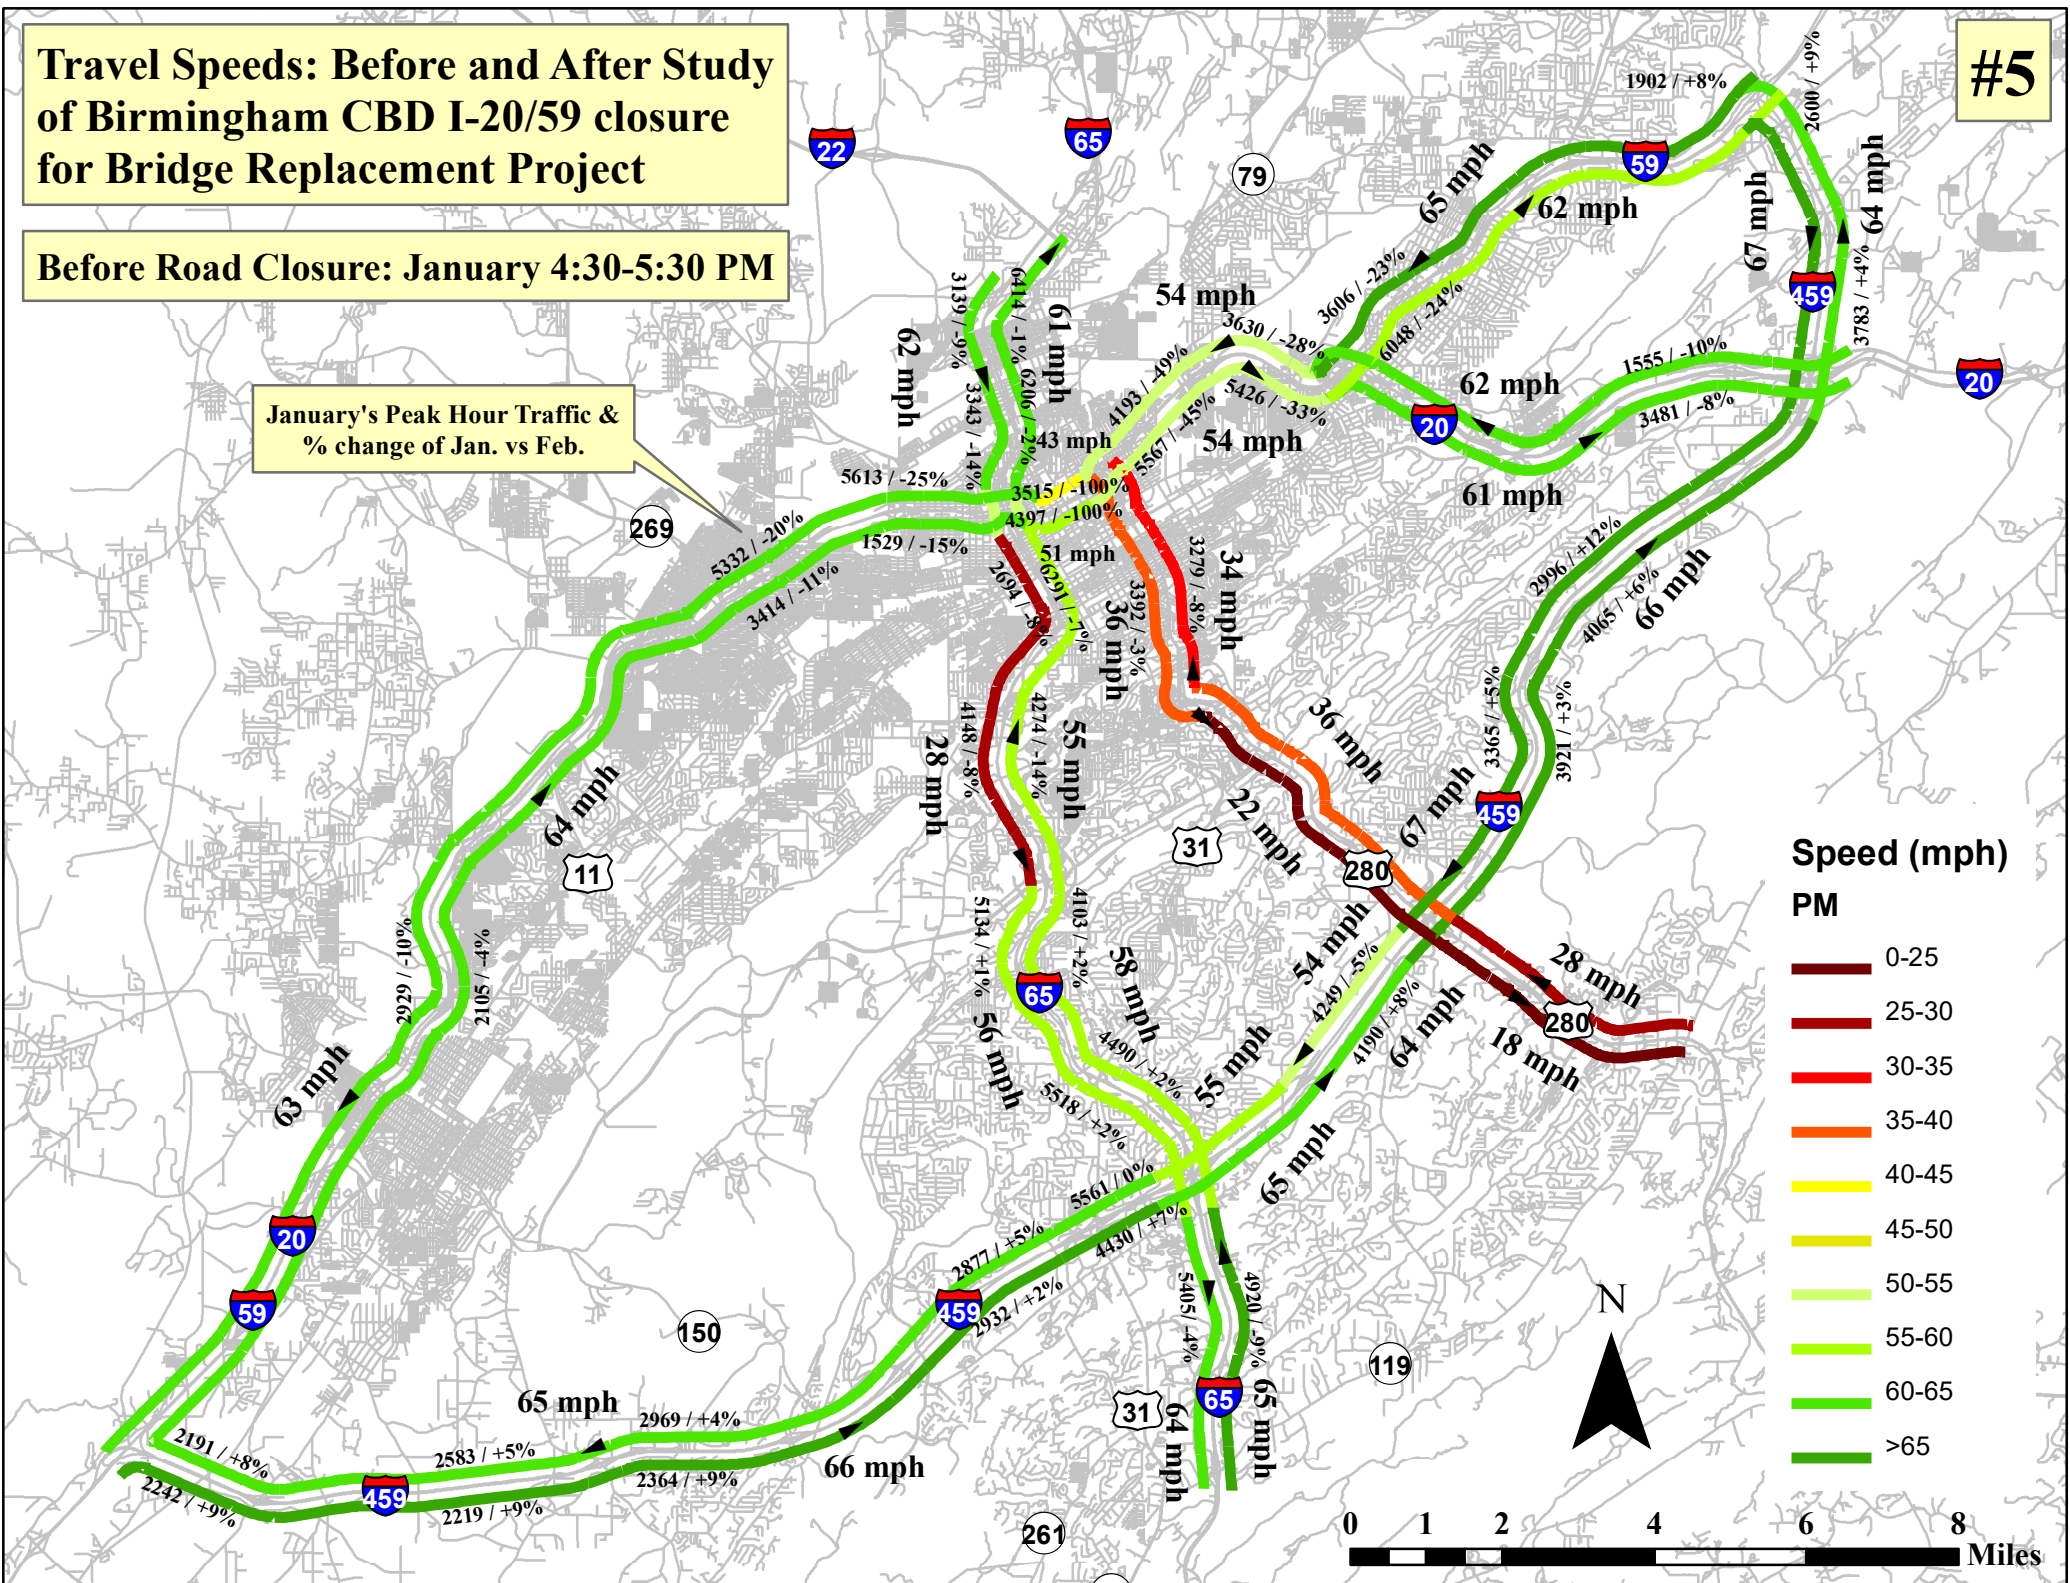 Travel Speeds: Before and After Study
of Birmingham CBD I-20/59 closure
for Bridge Replacement Project
#5
Before Road Closure: January 4:30-5:30 PM
January's Peak Hour Traffic &
% change of Jan. vs Feb.
22
65
79
59
459
20
1902 / +8%
2600 / +9%
65 mph
62 mph
67 mph
64 mph
3783 / +4%
3606 / -23%
6048 / -24%
54 mph
3630 / -28%
4193 / -49%
5426 / -33%
5567 / -45%
54 mph
1555 / -10%
62 mph
20
3481 / -8%
61 mph
3139 / -9%
6414 / -1%
61 mph
62 mph
3343 / -14%
6206 / -2%
43 mph
5613 / -25%
3515 / -100%
4397 / -100%
51 mph
269
5332 / -20%
1529 / -15%
3414 / -11%
2694 / -8%
6291 / -7%
3392 / -3%
36 mph
3279 / -8%
34 mph
2996 / +12%
4065 / +6%
66 mph
3365 / +5%
3921 / +3%
4148 / -8%
28 mph
4274 / -14%
55 mph
36 mph
22 mph
67 mph
459
64 mph
11
31
280
2929 / -10%
2105 / -4%
63 mph
5134 / +1%
4103 / +2%
65
56 mph
58 mph
4490 / +2%
5518 / +2%
54 mph
4249 / -5%
4190 / +8%
64 mph
55 mph
65 mph
28 mph
280
18 mph
5561 / 0%
4430 / +7%
2877 / +5%
459
2932 / +2%
5405 / -4%
4920 / -9%
65
64 mph
65 mph
31
119
150
20
59
65 mph
2969 / +4%
2583 / +5%
2191 / +8%
2242 / +9%
459
2219 / +9%
2364 / +9%
66 mph
261
Speed (mph)
PM
0-25
25-30
30-35
35-40
40-45
45-50
50-55
55-60
60-65
>65
N
0 1 2 4 6 8
Miles